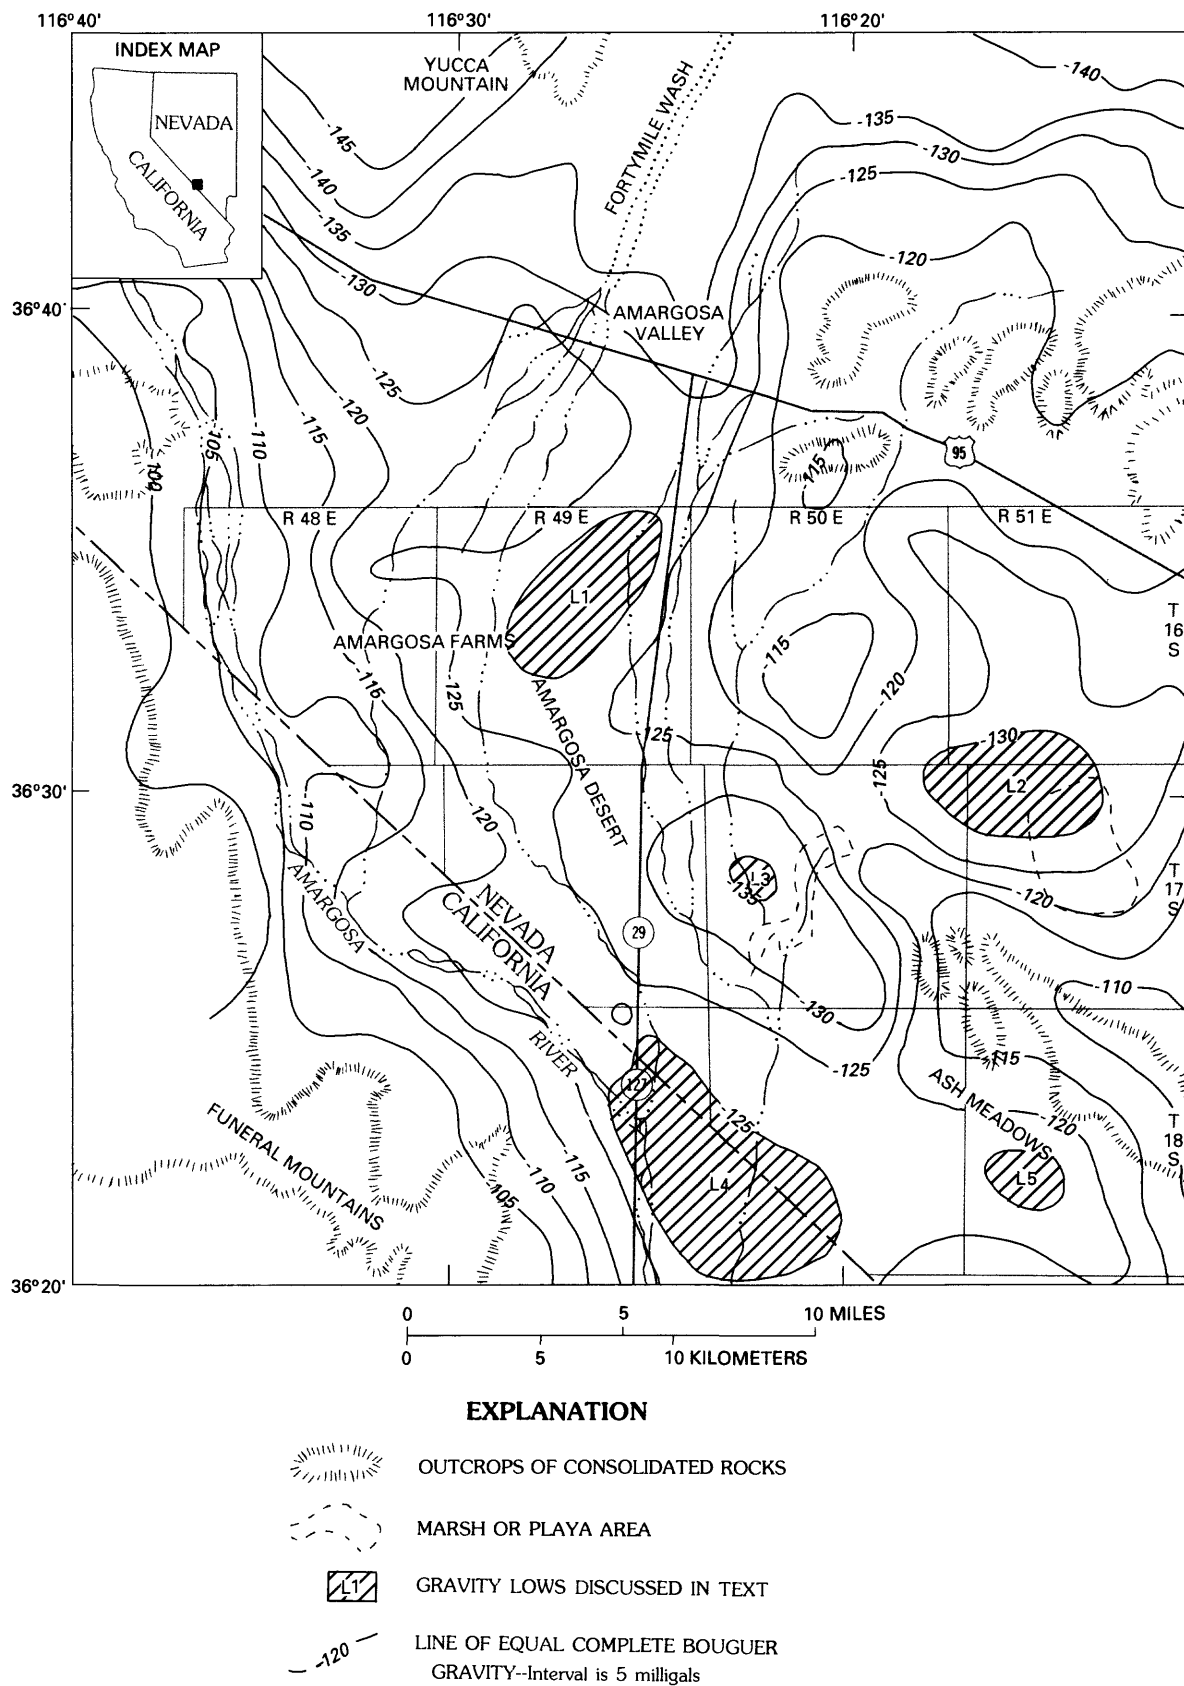 116°40'
116°30'
116°20'
INDEX MAP
NEVADA
CALIFORNIA
YUCCA
MOUNTAIN
FORTYMILE WASH
-140
-145
-135
-130
-140
-125
-135
-120
-130
36°40'
AMARGOSA
VALLEY
-125
-120
-115
-110
105
100
95
115
R 48 E
R 49 E
R 50 E
R 51 E
L1
T
16
S
AMARGOSA FARMS
-115
-115
-125
-120
AMARGOSA DESERT
-125
-130
36°30'
-125
L2
-110
-120
L3
-135
T
17
S
-120
AMARGOSA
NEVADA
CALIFORNIA
29
-110
-130
RIVER
-115
-125
ASH MEADOWS
127
FUNERAL MOUNTAINS
-125
-120
T
18
S
-115
-110
-105
L4
L5
36°20'
0 5 10 MILES
0 5 10 KILOMETERS
EXPLANATION
OUTCROPS OF CONSOLIDATED ROCKS
MARSH OR PLAYA AREA
L1 GRAVITY LOWS DISCUSSED IN TEXT
-120 LINE OF EQUAL COMPLETE BOUGUER
GRAVITY--Interval is 5 milligals